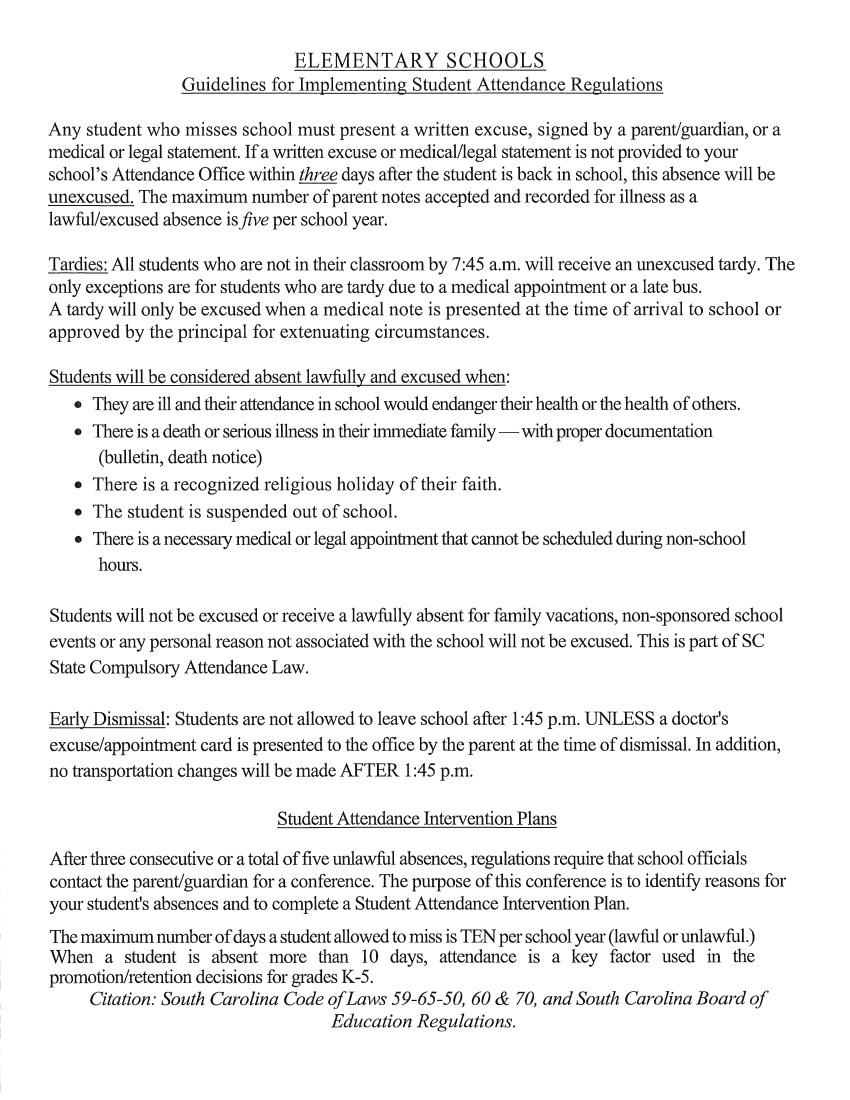 ELEMENTARY SCHOOLS
Guidelines for Implementing Student Attendance Regulations
Any student who misses school must present a written excuse, signed by a parent/guardian, or a
medical or legal statement. If a written excuse or medical/legal statement is not provided to your
school's Attendance Office within three days after the student is back in school, this absence will be
unexcused. The maximum number of parent notes accepted and recorded for illness as a
lawful/excused absence is five per school year.
Tardies: All students who are not in their classroom by 7:45 a.m. will receive an unexcused tardy. The
only exceptions are for students who are tardy due to a medical appointment or a late bus.
A tardy will only be excused when a medical note is presented at the time of arrival to school or
approved by the principal for extenuating circumstances.
Students will be considered absent lawfully and excused when:
• They are ill and their attendance in school would endanger their health or the health of others.
• There is a death or serious illness in their immediate family — with proper documentation
(bulletin, death notice)
• There is a recognized religious holiday of their faith.
• The student is suspended out of school.
• There is a necessary medical or legal appointment that cannot be scheduled during non-school
hours.
Students will not be excused or receive a lawfully absent for family vacations, non-sponsored school
events or any personal reason not associated with the school will not be excused. This is part of SC
State Compulsory Attendance Law.
Early Dismissal: Students are not allowed to leave school after 1:45 p.m. UNLESS a doctor's
excuse/appointment card is presented to the office by the parent at the time of dismissal. In addition,
no transportation changes will be made AFTER 1:45 p.m.
Student Attendance Intervention Plans
After three consecutive or a total of five unlawful absences, regulations require that school officials
contact the parent/guardian for a conference. The purpose of this conference is to identify reasons for
your student's absences and to complete a Student Attendance Intervention Plan.
The maximum number of days a student allowed to miss is TEN per school year (lawful or unlawful.)
When a student is absent more than 10 days, attendance is a key factor used in the
promotion/retention decisions for grades K-5.
Citation: South Carolina Code of Laws 59-65-50, 60 & 70, and South Carolina Board of
Education Regulations.